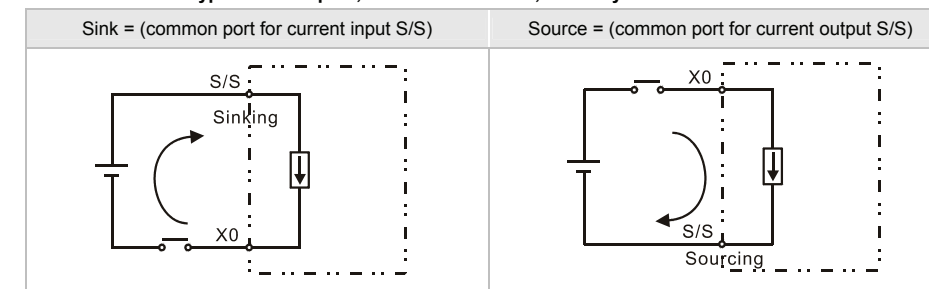 Sink = (common port for current input S/S)
Source = (common port for current output S/S)
S/S
Sinking
X0
X0
S/S
Sourcing